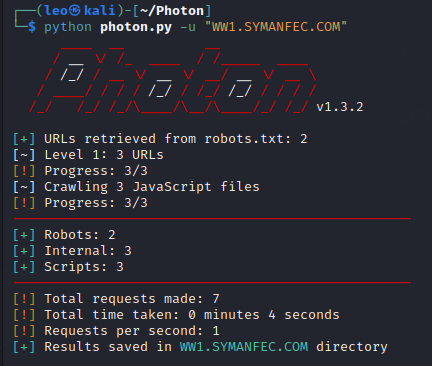 ┌──(leo㉿kali)-[~/Photon]
└─$ python photon.py -u "WW1.SYMANFEC.COM"
Photon
v1.3.2
[+] URLs retrieved from robots.txt: 2
[~] Level 1: 3 URLs
[!] Progress: 3/3
[~] Crawling 3 JavaScript files
[!] Progress: 3/3
[+] Robots: 2
[+] Internal: 3
[+] Scripts: 3
[!] Total requests made: 7
[!] Total time taken: 0 minutes 4 seconds
[!] Requests per second: 1
[+] Results saved in WW1.SYMANFEC.COM directory